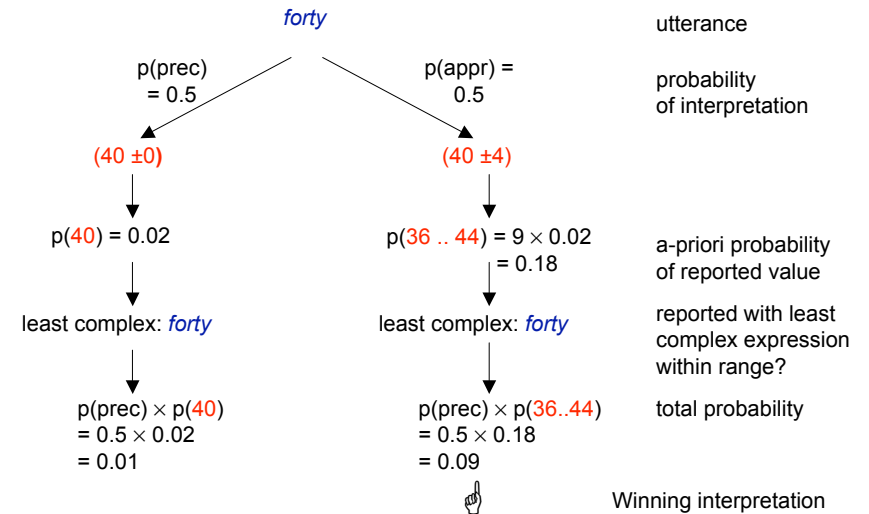 forty
utterance
p(prec)
= 0.5
p(appr) =
0.5
probability
of interpretation
(40 ±0)
(40 ±4)
p(40) = 0.02
p(36 .. 44) = 9 × 0.02
= 0.18
a-priori probability
of reported value
least complex: forty
least complex: forty
reported with least
complex expression
within range?
p(prec) × p(40)
= 0.5 × 0.02
= 0.01
p(prec) × p(36..44)
= 0.5 × 0.18
= 0.09
total probability
Winning interpretation